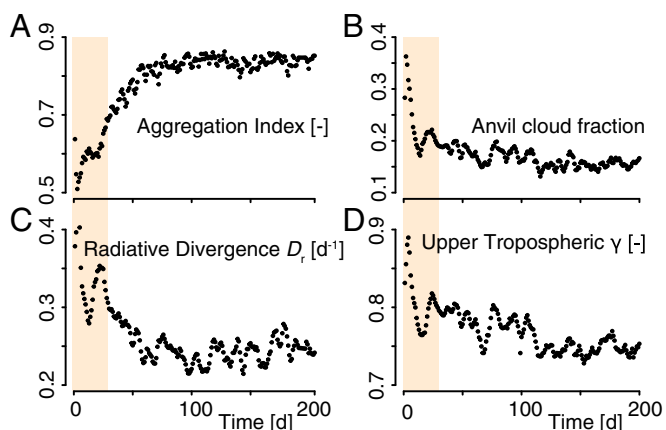 A
B
0.9
0.7
0.5
Aggregation Index [-]
0.4
0.3
0.2
0.1
Anvil cloud fraction
C
D
0.4
0.3
0.2
Radiative Divergence Dr [d-1]
0.9
0.8
0.7
Upper Tropospheric γ [-]
0 Time [d] 200
0 100 Time [d] 200
0 100